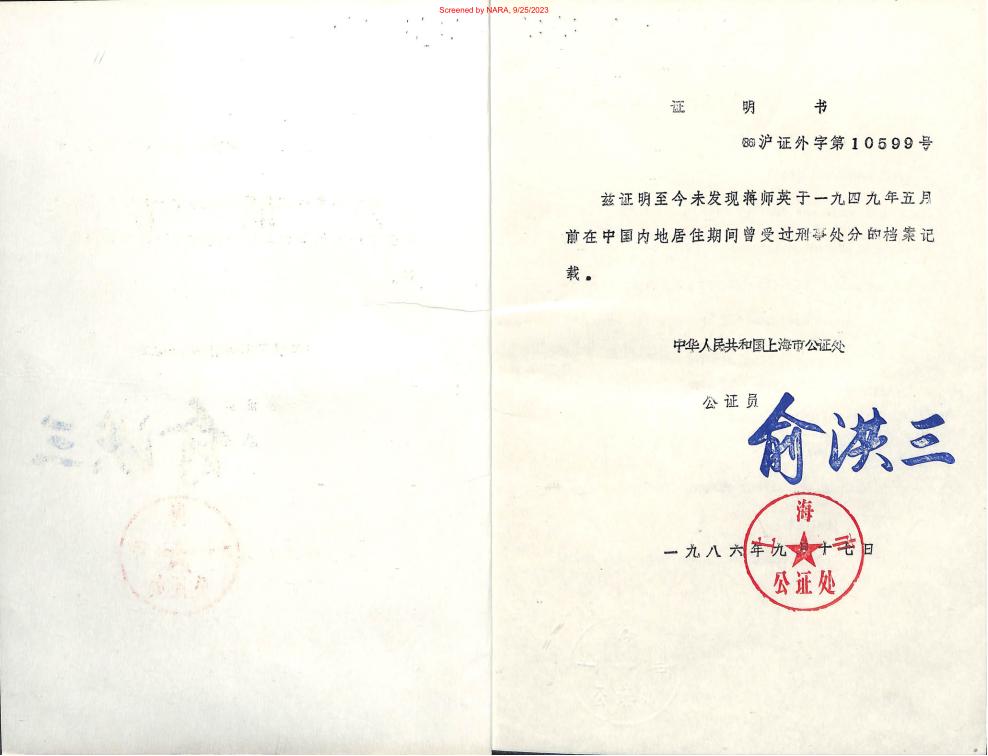 Screened by NARA, 9/25/2023
证明书
(86)沪证外字第10599号
兹证明至今未发现蒋师英于一九四九年五月
前在中国内地居住期间曾受过刑事处分的档案记
载。
中华人民共和国上海市公证处
公证员
俞洪三
上海市
公证处
一九八六年九月十七日